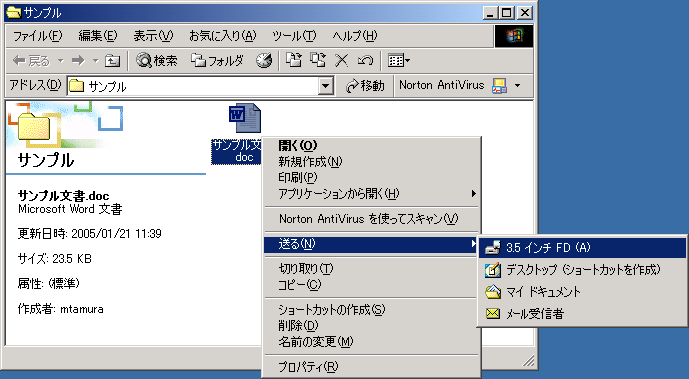 サンプル
ファイル(F) 編集(E) 表示(V) お気に入り(A) ツール(T) ヘルプ(H)
戻る 検索 フォルダ
アドレス(D) サンプル 移動 Norton AntiVirus
サンプル
サンプル文書.doc
Microsoft Word 文書
更新日時: 2005/01/21 11:39
サイズ: 23.5 KB
属性: (標準)
作成者: mtamura
サンプル文
doc
開く(O)
新規作成(N)
印刷(P)
アプリケーションから開く(H)
Norton AntiVirus を使ってスキャン(V)
送る(N)
切り取り(T)
コピー(C)
ショートカットの作成(S)
削除(D)
名前の変更(M)
プロパティ(R)
3.5 インチ FD (A)
デスクトップ (ショートカットを作成)
マイ ドキュメント
メール受信者